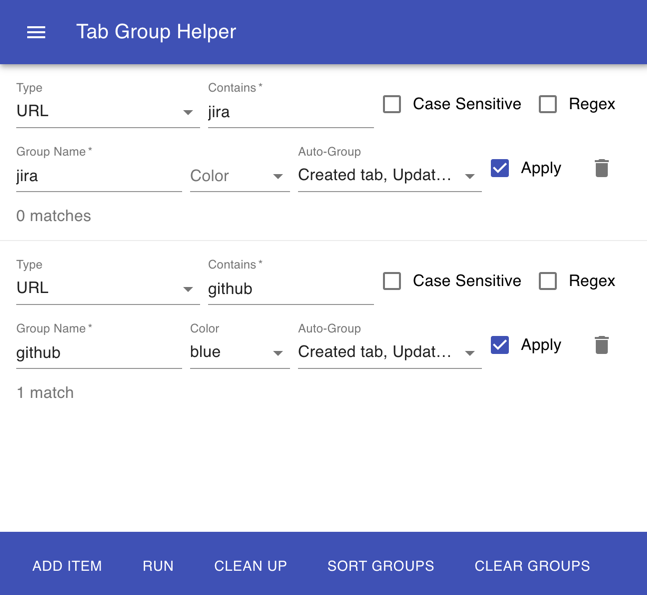 Tab Group Helper
Type Contains *
URL jira Case Sensitive Regex
Group Name * Auto-Group
jira Color Created tab, Updat... Apply
0 matches
Type Contains *
URL github Case Sensitive Regex
Group Name * Color Auto-Group
github blue Created tab, Updat... Apply
1 match
ADD ITEM RUN CLEAN UP SORT GROUPS CLEAR GROUPS